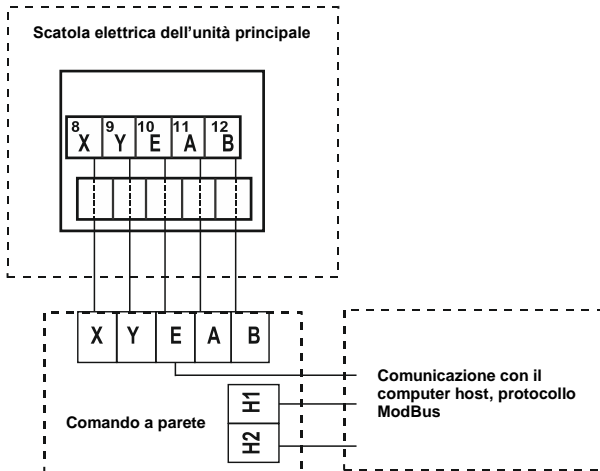 Scatola elettrica dell'unità principale
8 X 9 Y 10 E 11 A 12 B
X Y E A B
H1
H2
Comando a parete
Comunicazione con il
computer host, protocollo
ModBus